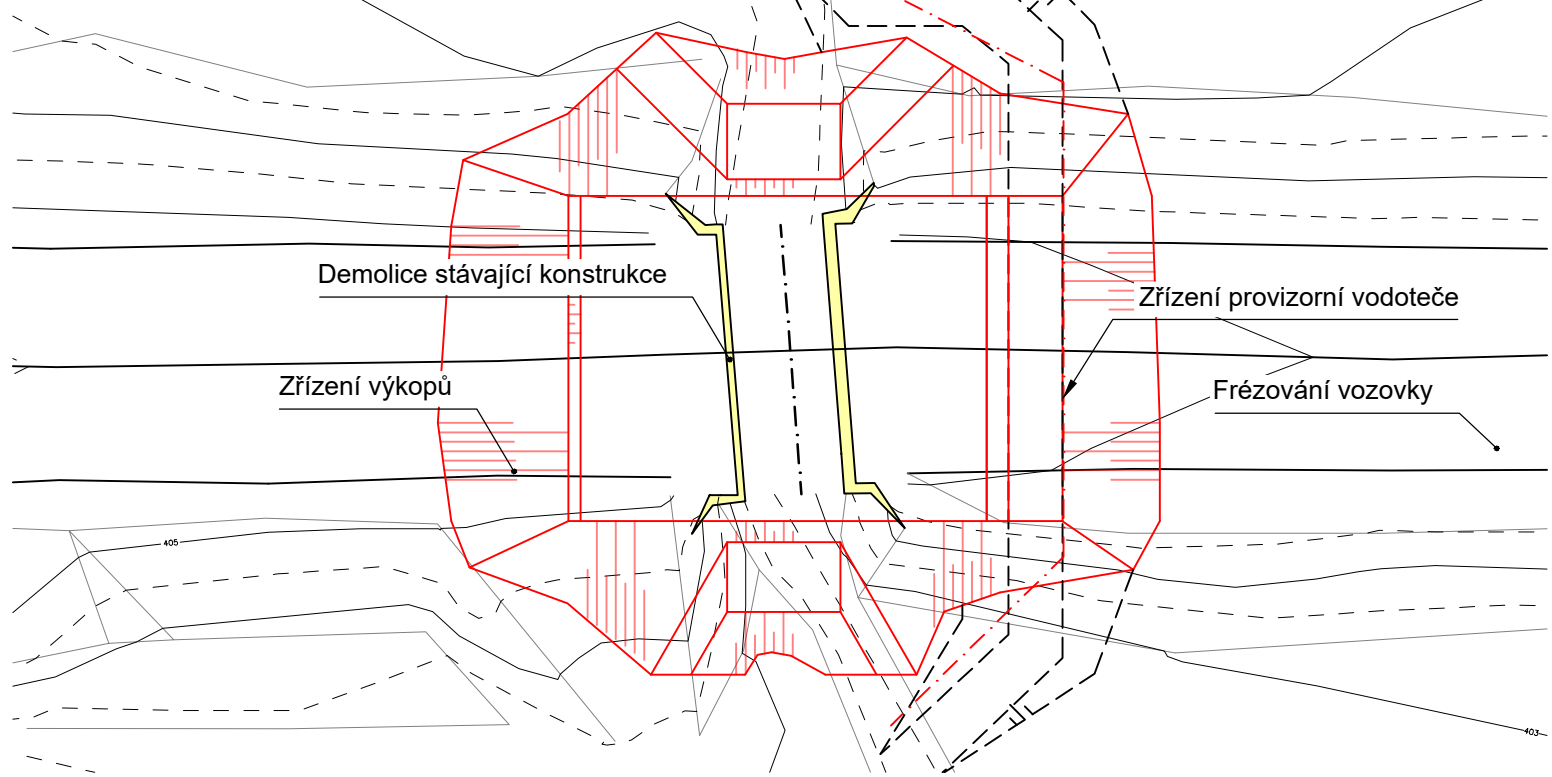 Demolice stávající konstrukce
Zřízení provizorní vodoteče
Zřízení výkopů
Frézování vozovky
405
403